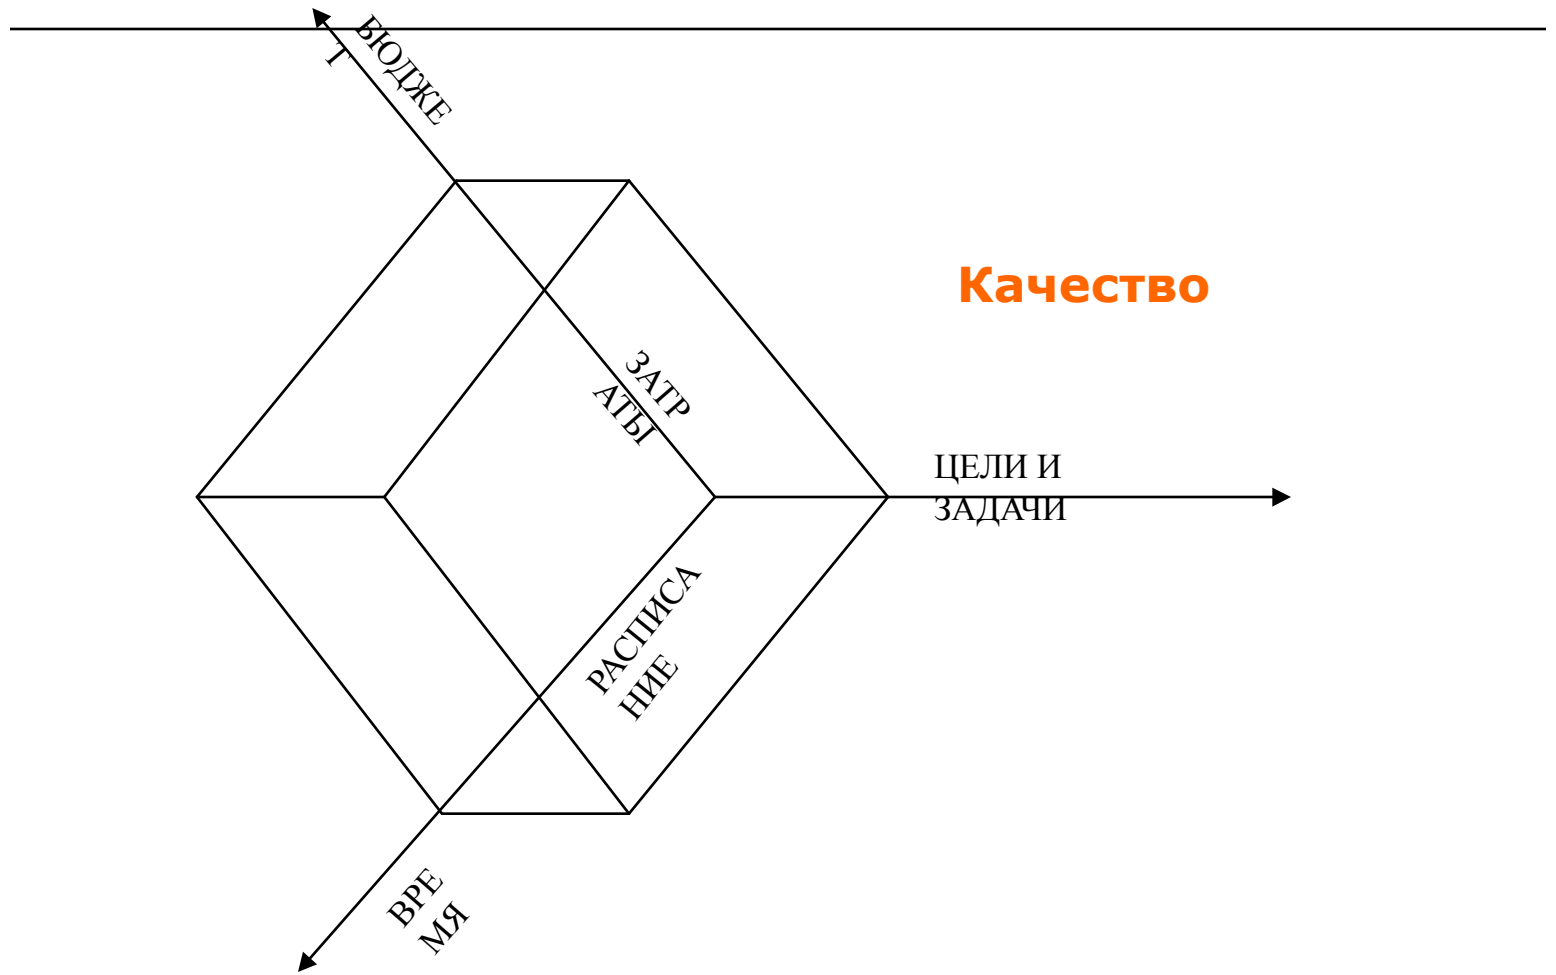 БЮДЖЕ
Т
Качество
ЗАТР
АТЫ
ЦЕЛИ И
ЗАДАЧИ
РАСПИСА
НИЕ
ВРЕ
МЯ